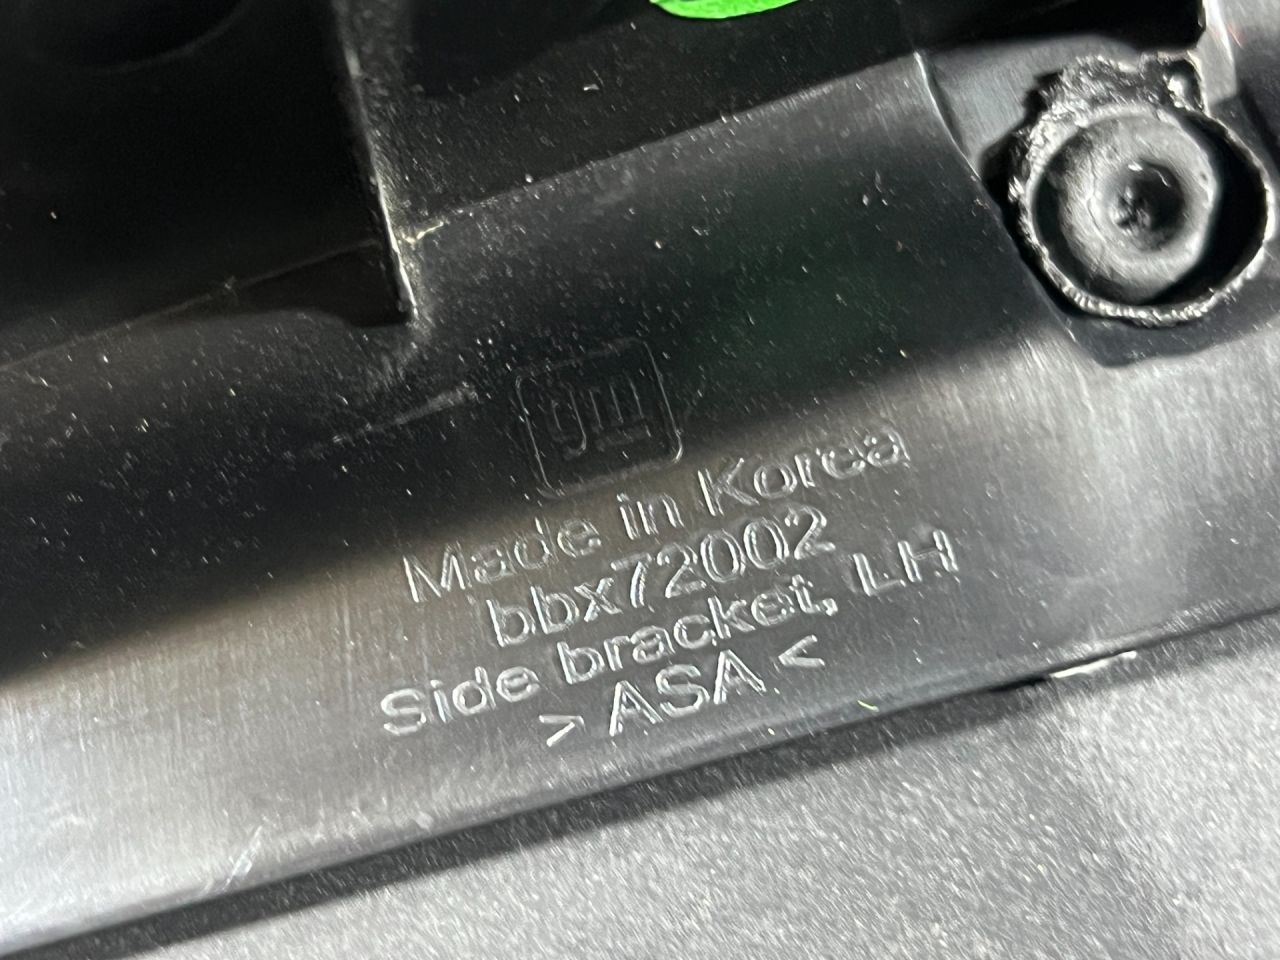 gm
Made in Korea
bbx72002
Side bracket, LH
> ASA <